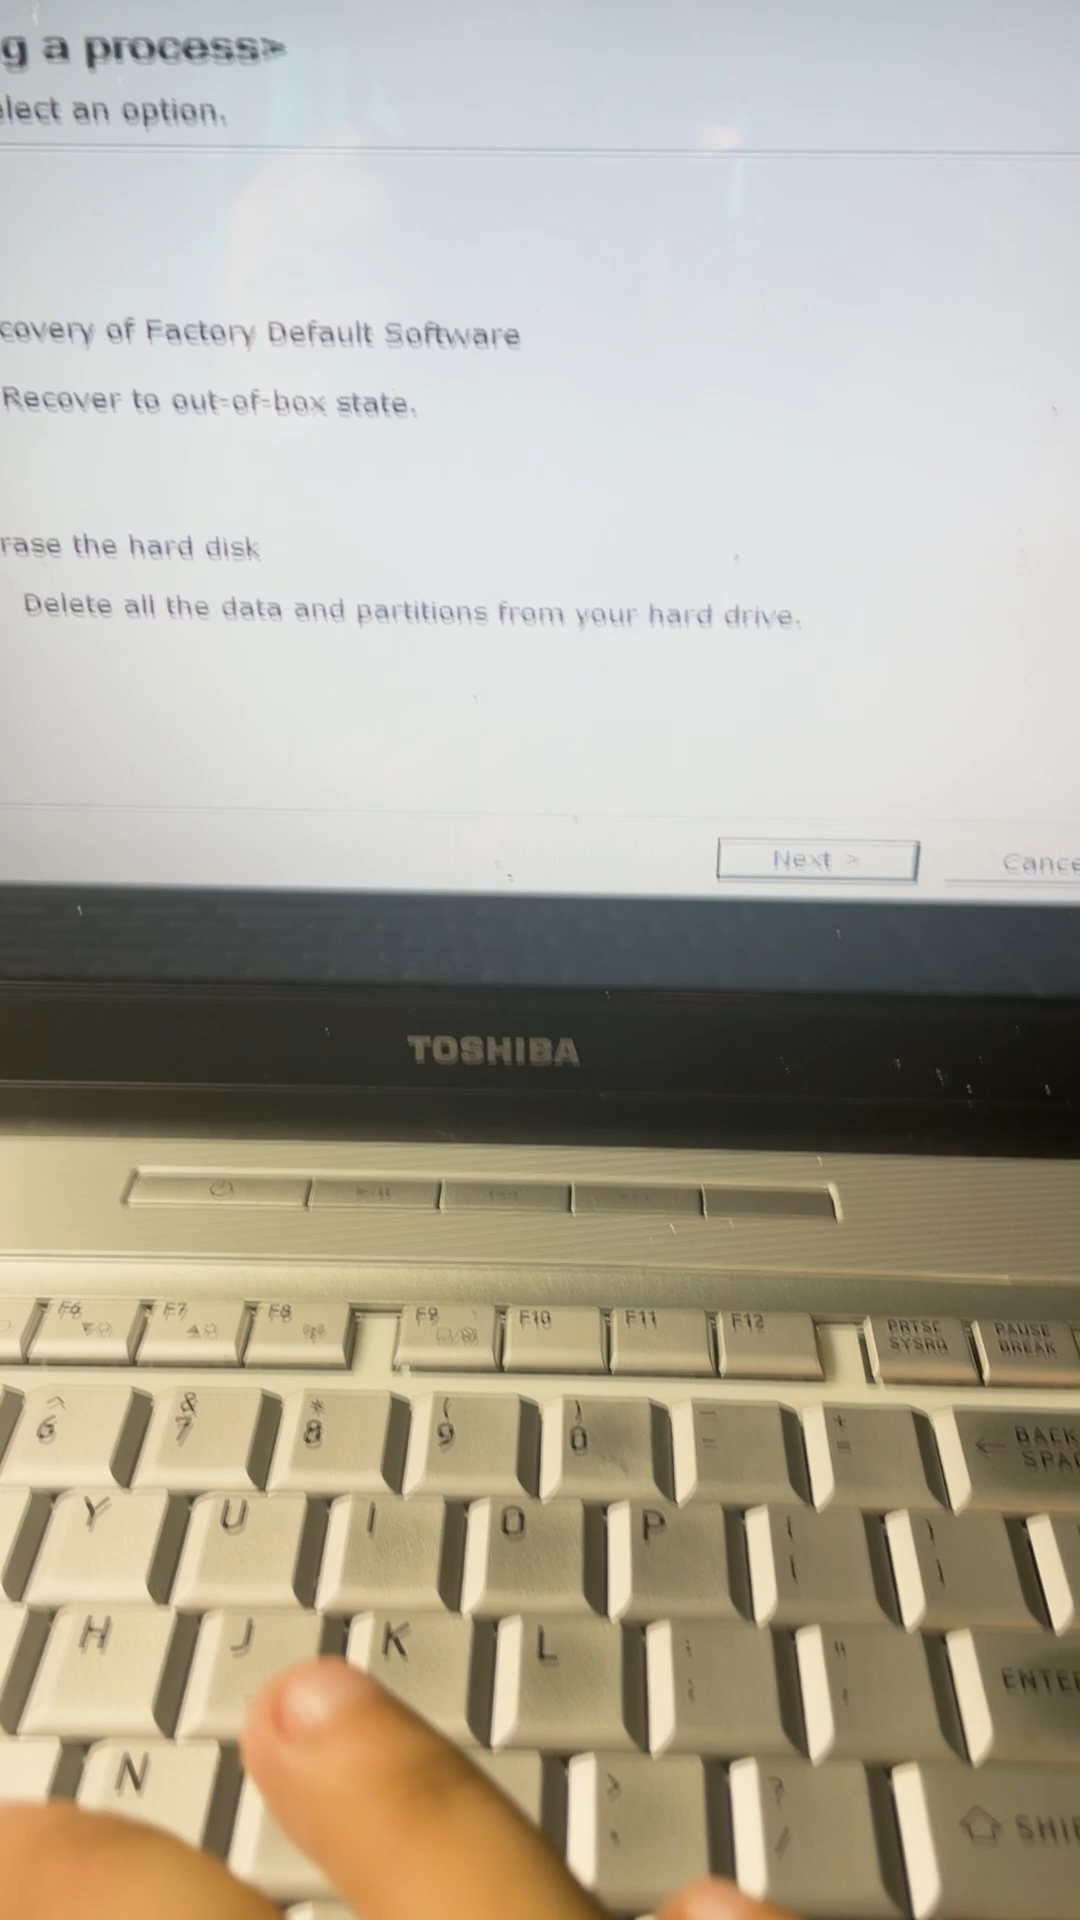 g a process>
lect an option.
covery of Factory Default Software
Recover to out-of-box state.
rase the hard disk
Delete all the data and partitions from your hard drive.
Next > Cance
TOSHIBA
F6 F7 F8 F9 F10 F11 F12 PRTSC PAUSE
SYSRQ BREAK
^ & * ( ) +
6 7 8 9 0 = ← BACK
SPA
Y U I O P { }
[ ]
H J K L : "
; ' ENTER
N > ?
. / SHIF